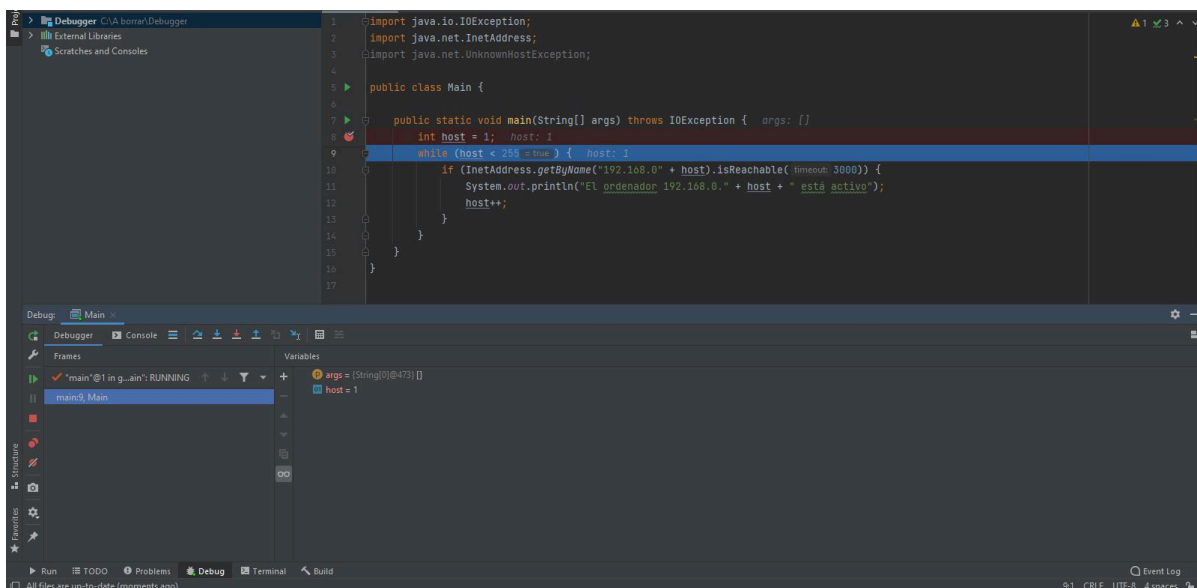 Debugger C:\A borrar\Debugger
External Libraries
Scratches and Consoles
1 import java.io.IOException;
2 import java.net.InetAddress;
3 import java.net.UnknownHostException;
4
5 public class Main {
6
7 public static void main(String[] args) throws IOException { args: []
8 int host = 1; host: 1
9 while (host < 255 = true ) { host: 1
10 if (InetAddress.getByName("192.168.0" + host).isReachable( timeout: 3000)) {
11 System.out.println("El ordenador 192.168.0." + host + " está activo");
12 host++;
13 }
14 }
15 }
16 }
17
1 3
Debug: Main
Debugger Console
Frames
Variables
"main"@1 in g...ain": RUNNING
main:9, Main
args = {String[0]@473} []
host = 1
Structure
Favorites
Run TODO Problems Debug Terminal Build
Event Log
All files are up-to-date (moments ago)
9:1 CRLF UTF-8 4 spaces